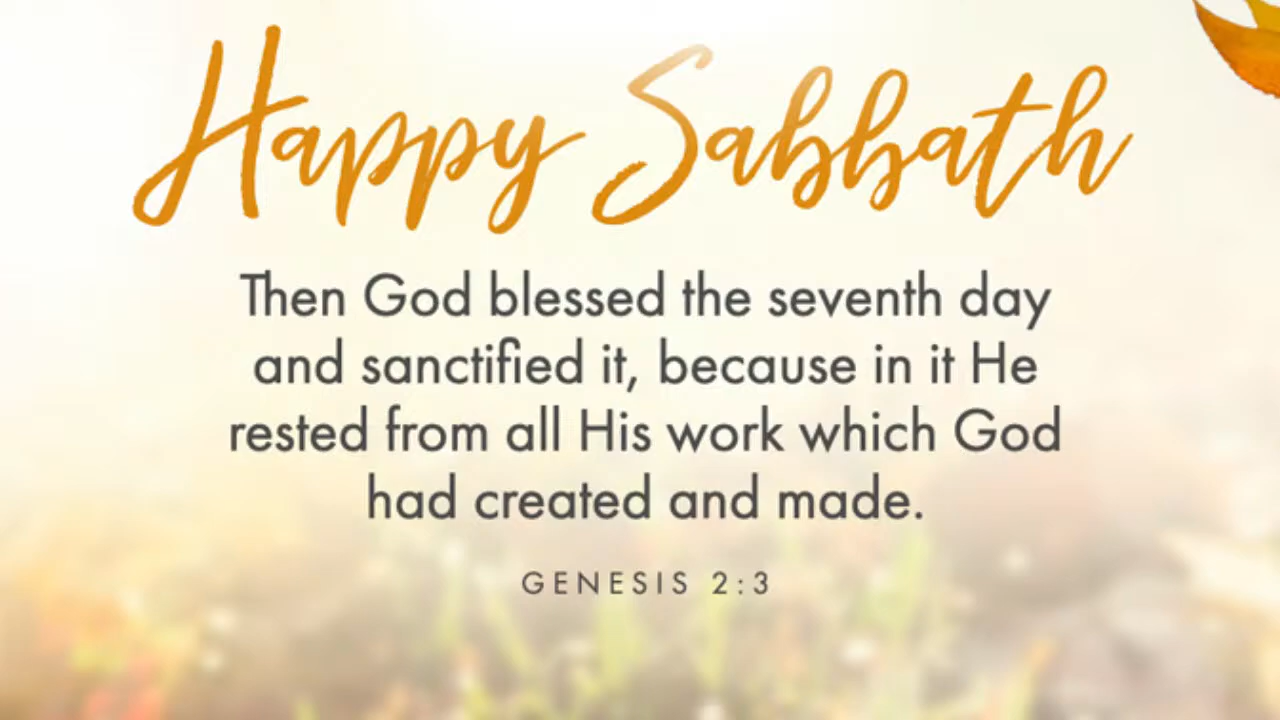 Happy Sabbath
Then God blessed the seventh day
and sanctified it, because in it He
rested from all His work which God
had created and made.
GENESIS 2:3